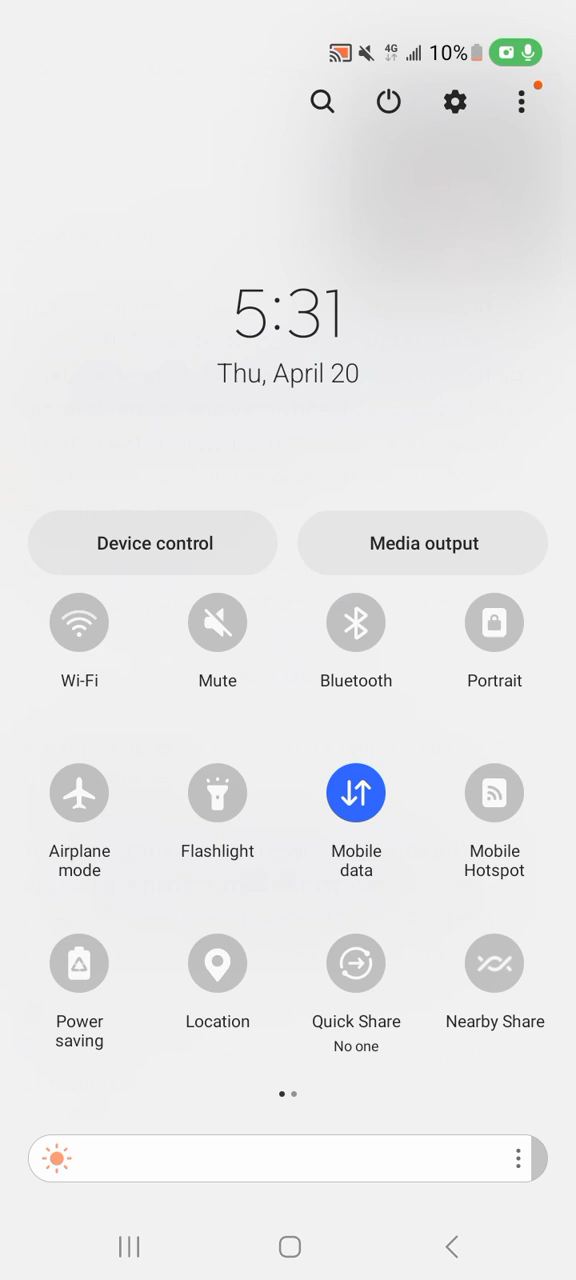 4G 10%
5:31
Thu, April 20
Device control Media output
Wi-Fi Mute Bluetooth Portrait
Airplane mode Flashlight Mobile data Mobile Hotspot
Power saving Location Quick Share No one Nearby Share